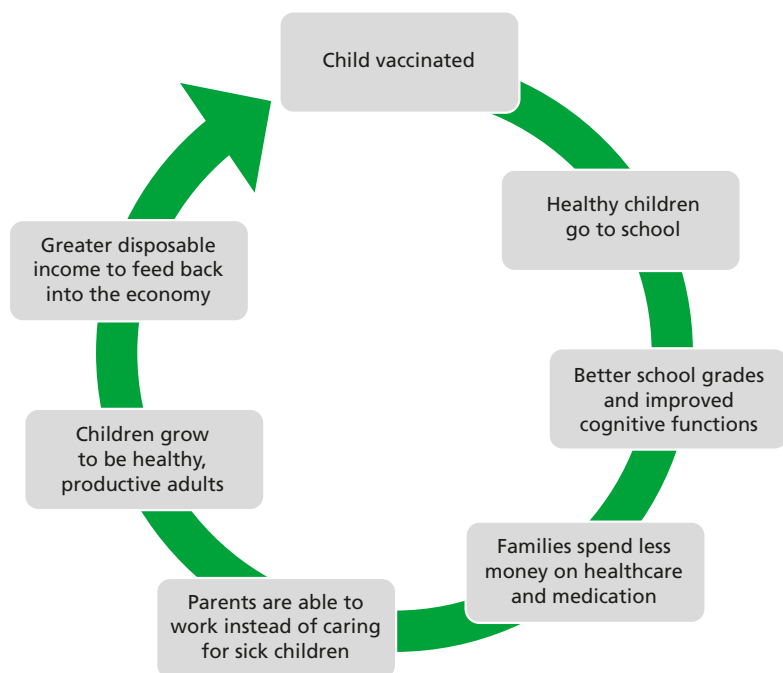 Child vaccinated
Healthy children
go to school
Better school grades
and improved
cognitive functions
Families spend less
money on healthcare
and medication
Parents are able to
work instead of caring
for sick children
Children grow
to be healthy,
productive adults
Greater disposable
income to feed back
into the economy